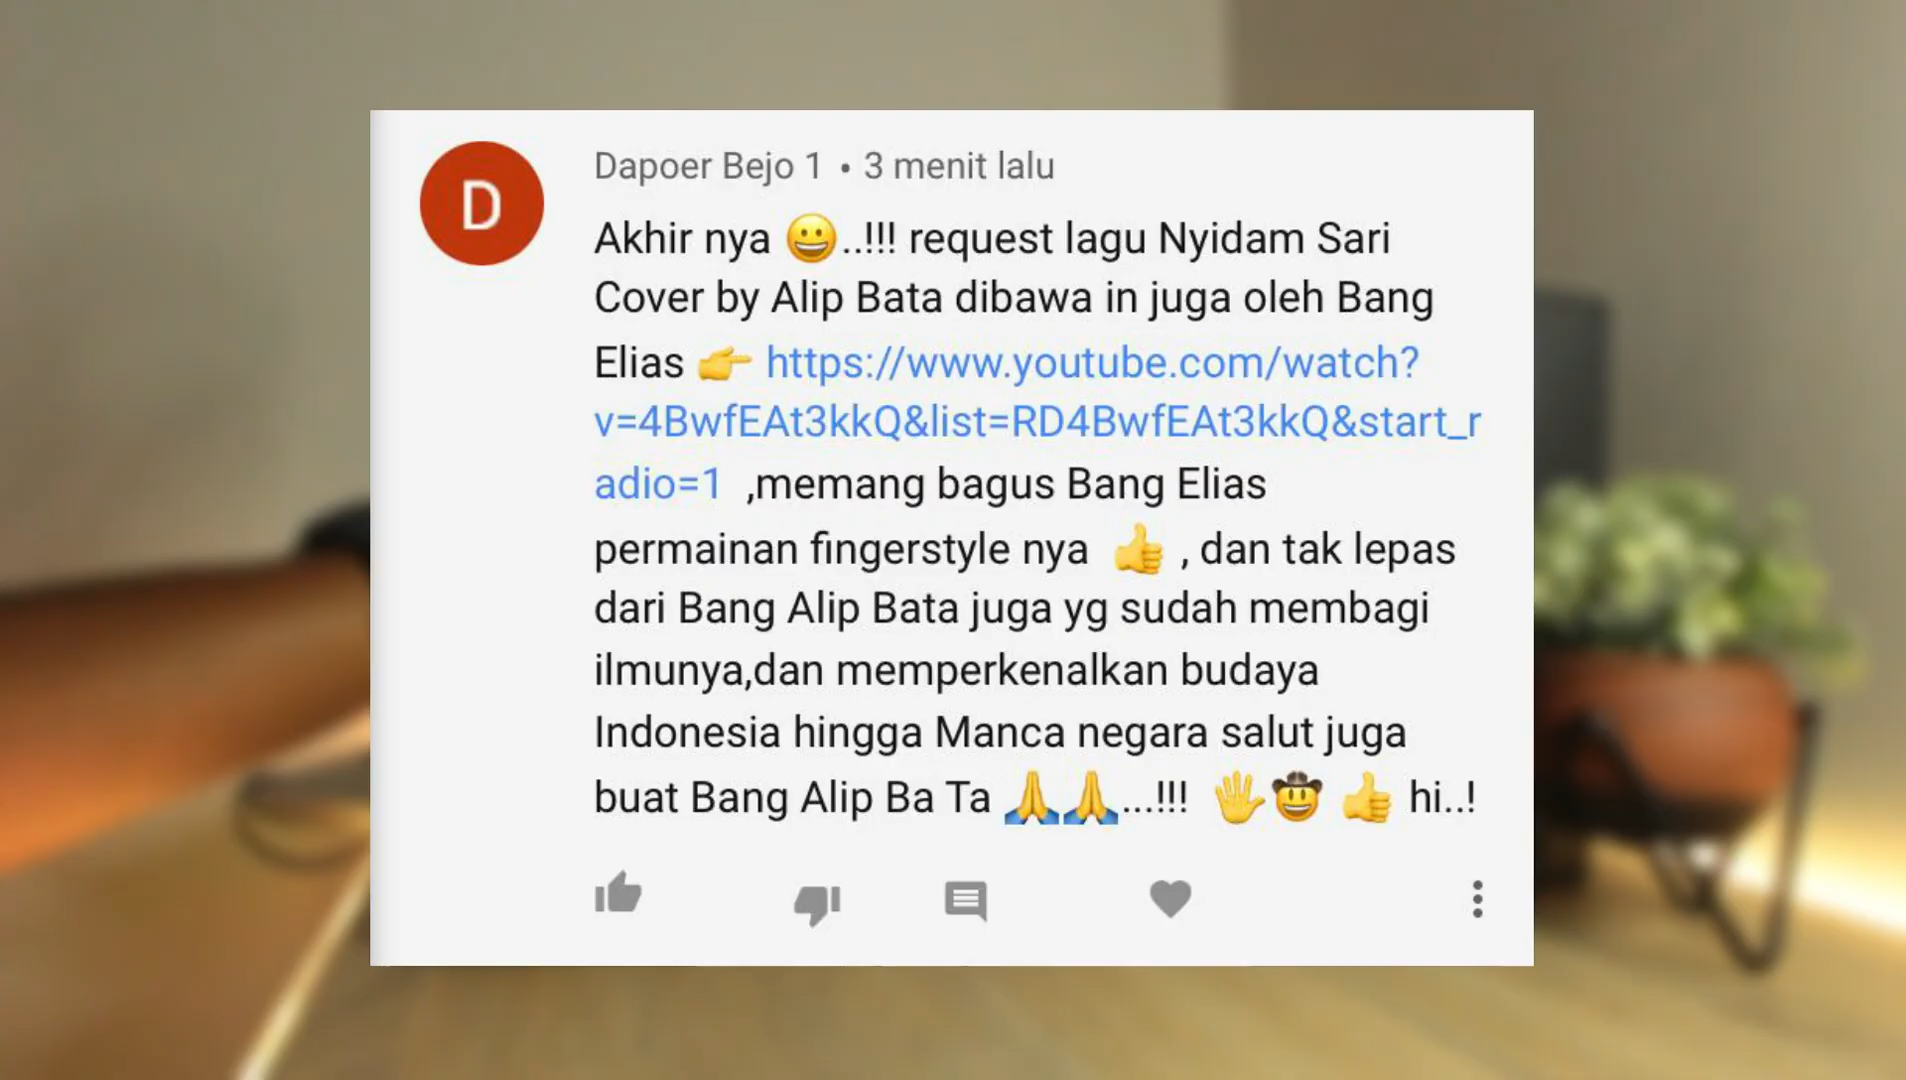 D
Dapoer Bejo 1 • 3 menit lalu
Akhir nya 😀..!!! request lagu Nyidam Sari
Cover by Alip Bata dibawa in juga oleh Bang
Elias 👉 https://www.youtube.com/watch?
v=4BwfEAt3kkQ&list=RD4BwfEAt3kkQ&start_r
adio=1 ,memang bagus Bang Elias
permainan fingerstyle nya 👍 , dan tak lepas
dari Bang Alip Bata juga yg sudah membagi
ilmunya,dan memperkenalkan budaya
Indonesia hingga Manca negara salut juga
buat Bang Alip Ba Ta 🙏🙏...!!! 🖐🤠 👍 hi..!